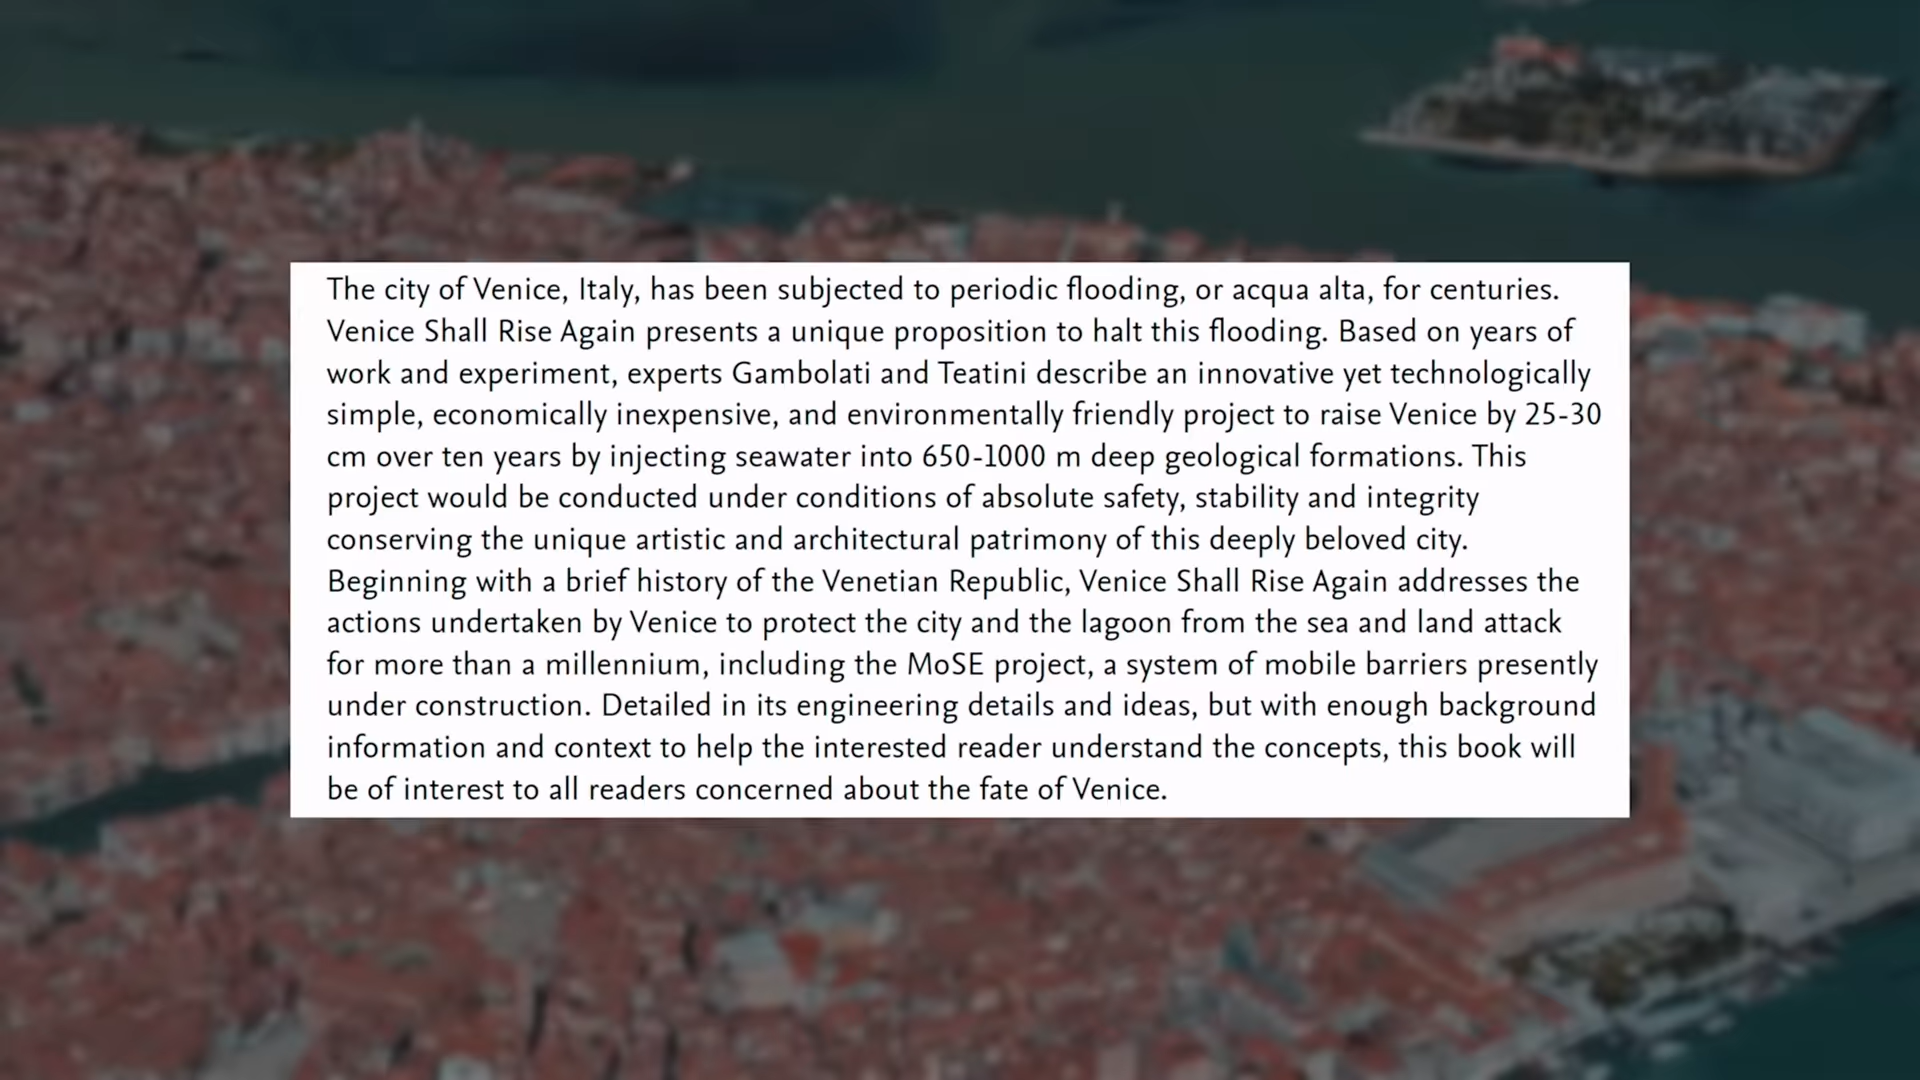 The city of Venice, Italy, has been subjected to periodic flooding, or acqua alta, for centuries.
Venice Shall Rise Again presents a unique proposition to halt this flooding. Based on years of
work and experiment, experts Gambolati and Teatini describe an innovative yet technologically
simple, economically inexpensive, and environmentally friendly project to raise Venice by 25-30
cm over ten years by injecting seawater into 650-1000 m deep geological formations. This
project would be conducted under conditions of absolute safety, stability and integrity
conserving the unique artistic and architectural patrimony of this deeply beloved city.
Beginning with a brief history of the Venetian Republic, Venice Shall Rise Again addresses the
actions undertaken by Venice to protect the city and the lagoon from the sea and land attack
for more than a millennium, including the MoSE project, a system of mobile barriers presently
under construction. Detailed in its engineering details and ideas, but with enough background
information and context to help the interested reader understand the concepts, this book will
be of interest to all readers concerned about the fate of Venice.